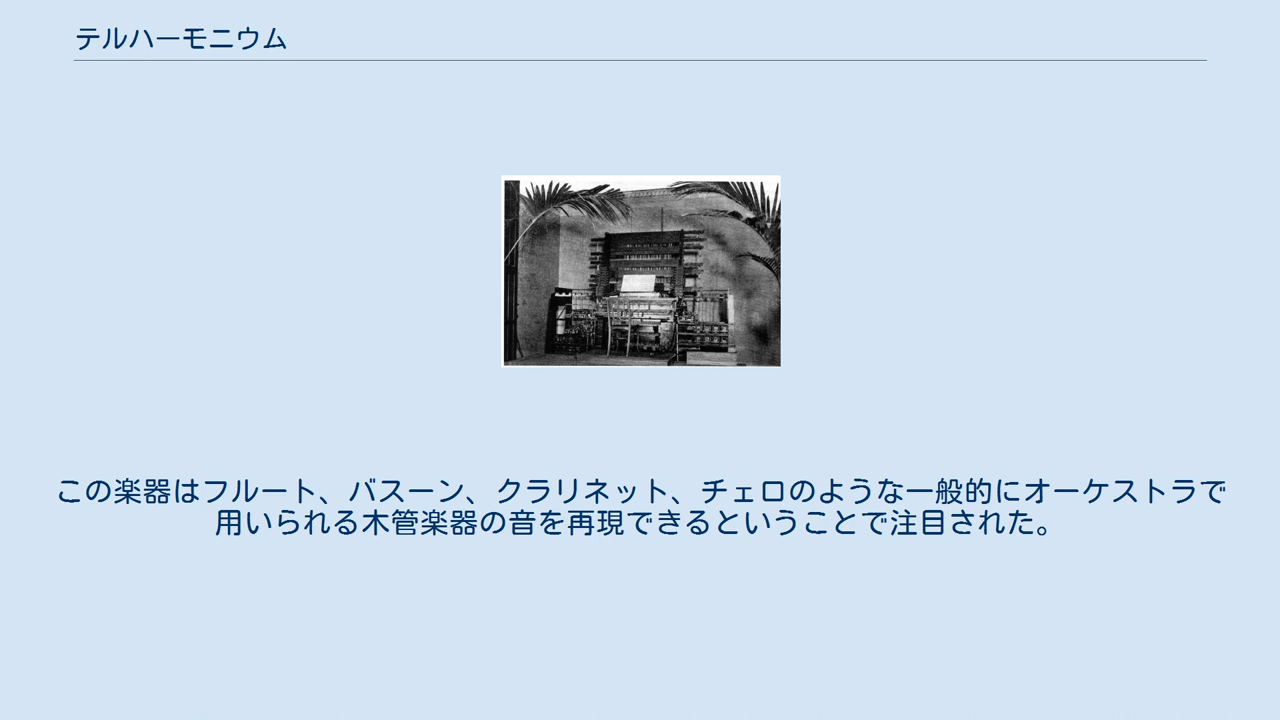 テルハーモニウム
この楽器はフルート、バスーン、クラリネット、チェロのような一般的にオーケストラで
用いられる木管楽器の音を再現できるということで注目された。